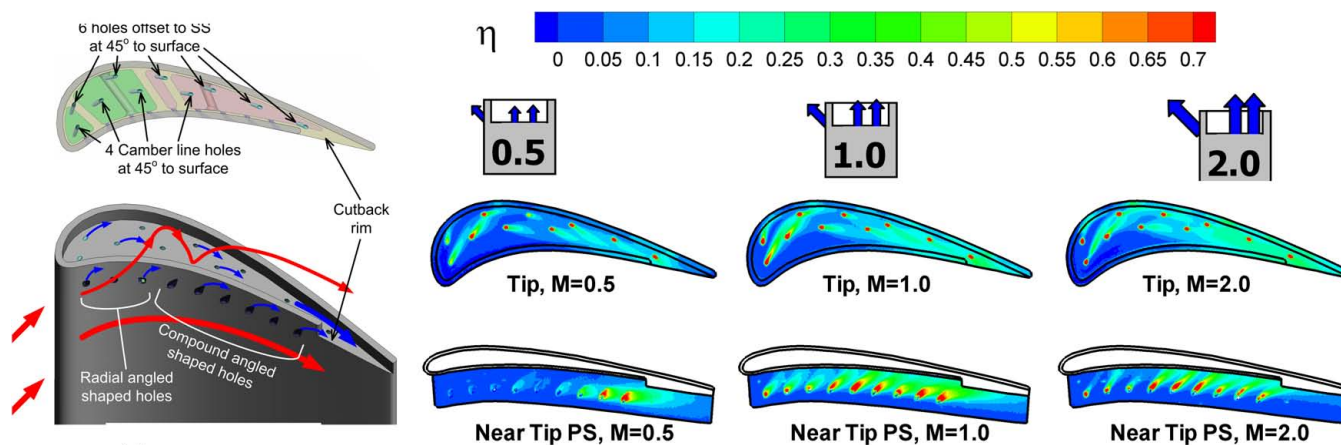 6 holes offset to SS
at 45° to surface
4 Camber line holes
at 45° to surface
Cutback
rim
Compound angled
shaped holes
Radial angled
shaped holes
η
0 0.05 0.1 0.15 0.2 0.25 0.3 0.35 0.4 0.45 0.5 0.55 0.6 0.65 0.7
0.5
1.0
2.0
Tip, M=0.5
Tip, M=1.0
Tip, M=2.0
Near Tip PS, M=0.5
Near Tip PS, M=1.0
Near Tip PS, M=2.0